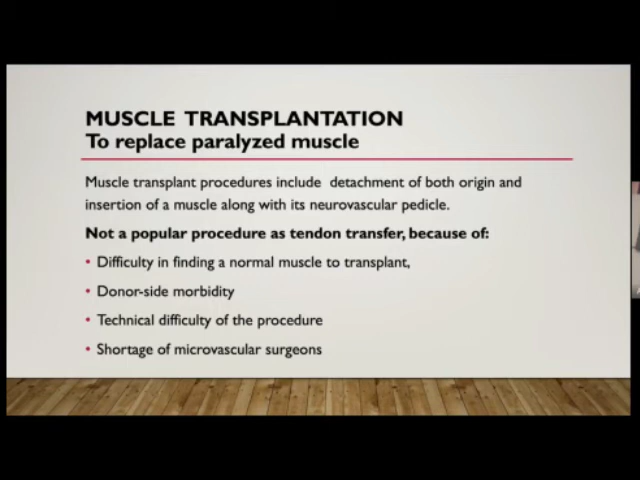 MUSCLE TRANSPLANTATION
To replace paralyzed muscle
Muscle transplant procedures include detachment of both origin and
insertion of a muscle along with its neurovascular pedicle.
Not a popular procedure as tendon transfer, because of:
• Difficulty in finding a normal muscle to transplant,
• Donor-side morbidity
• Technical difficulty of the procedure
• Shortage of microvascular surgeons